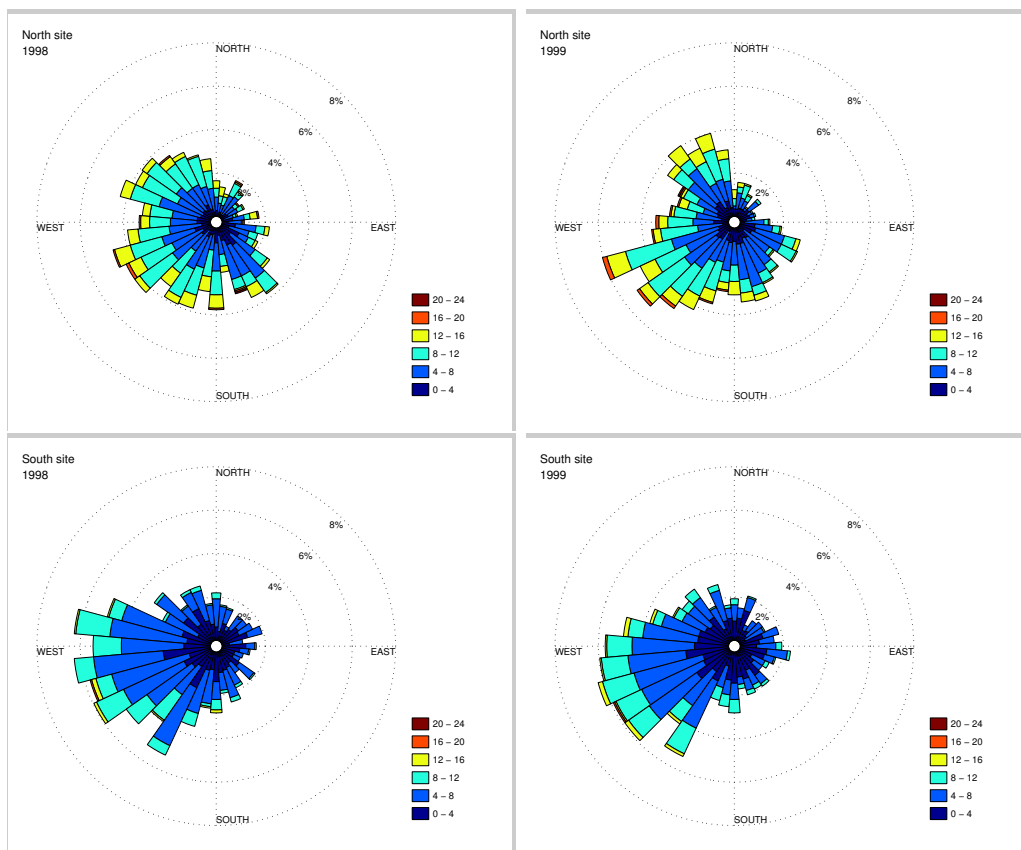 North site
1998
NORTH
8%
6%
4%
2%
WEST
EAST
SOUTH
20 – 24
16 – 20
12 – 16
8 – 12
4 – 8
0 – 4
North site
1999
NORTH
8%
6%
4%
2%
WEST
EAST
SOUTH
20 – 24
16 – 20
12 – 16
8 – 12
4 – 8
0 – 4
South site
1998
NORTH
8%
6%
4%
2%
WEST
EAST
SOUTH
20 – 24
16 – 20
12 – 16
8 – 12
4 – 8
0 – 4
South site
1999
NORTH
8%
6%
4%
2%
WEST
EAST
SOUTH
20 – 24
16 – 20
12 – 16
8 – 12
4 – 8
0 – 4